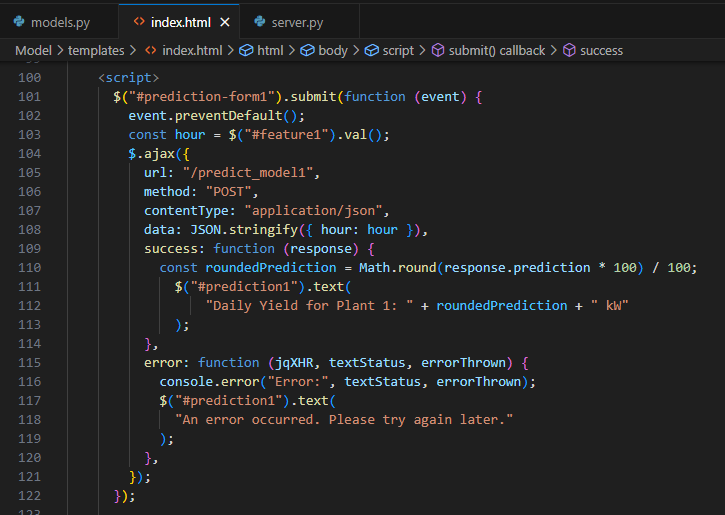 models.py index.html × server.py
Model > templates > index.html > html > body > script > submit() callback > success
100 <script>
101 $("#prediction-form1").submit(function (event) {
102 event.preventDefault();
103 const hour = $("#feature1").val();
104 $.ajax({
105 url: "/predict_model1",
106 method: "POST",
107 contentType: "application/json",
108 data: JSON.stringify({ hour: hour }),
109 success: function (response) {
110 const roundedPrediction = Math.round(response.prediction * 100) / 100;
111 $("#prediction1").text(
112 "Daily Yield for Plant 1: " + roundedPrediction + " kW"
113 );
114 },
115 error: function (jqXHR, textStatus, errorThrown) {
116 console.error("Error:", textStatus, errorThrown);
117 $("#prediction1").text(
118 "An error occurred. Please try again later."
119 );
120 },
121 });
122 });